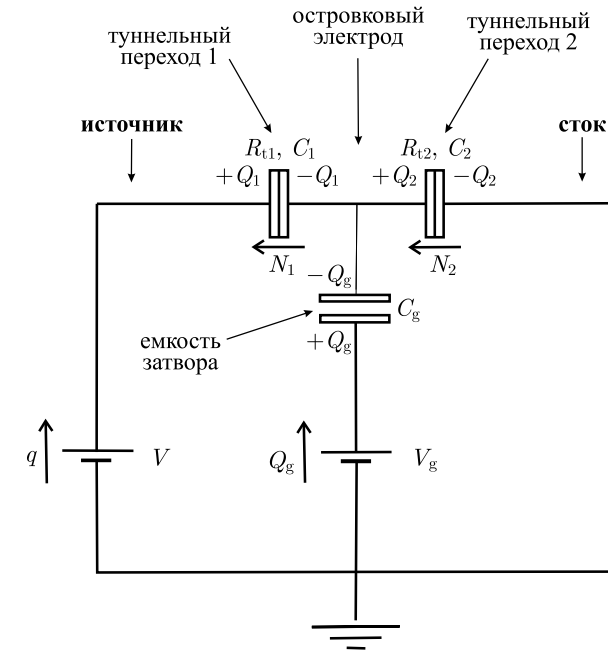 туннельный
переход 1
островковый
электрод
туннельный
переход 2
источник
сток
R_t1, C_1
+Q_1 −Q_1
R_t2, C_2
+Q_2 −Q_2
N_1
N_2
−Q_g
C_g
+Q_g
емкость
затвора
q
V
Q_g
V_g